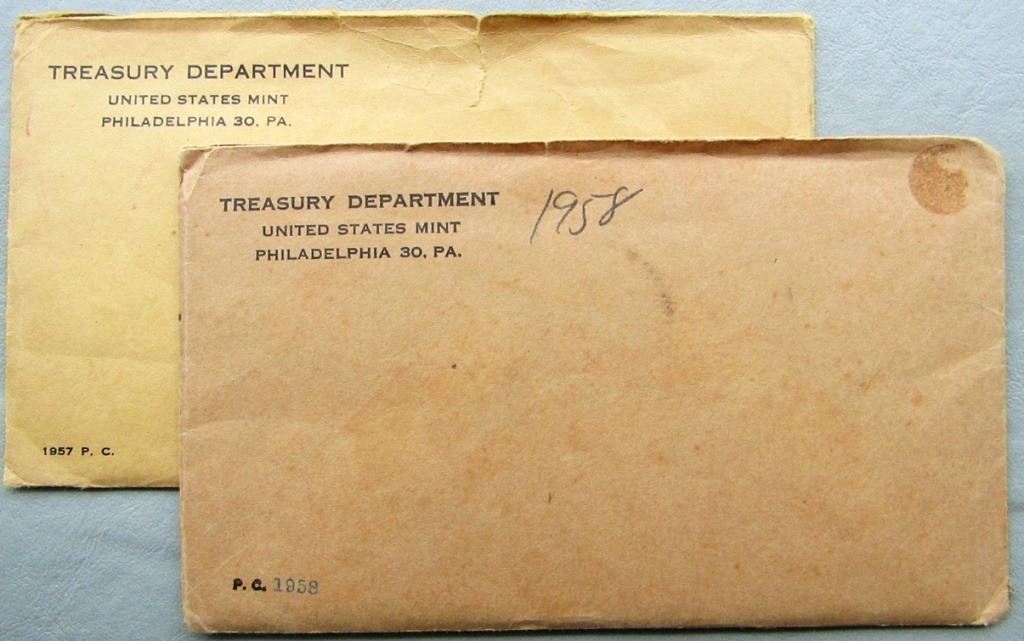 TREASURY DEPARTMENT
UNITED STATES MINT
PHILADELPHIA 30, PA.
1957 P. C.
TREASURY DEPARTMENT
UNITED STATES MINT
PHILADELPHIA 30, PA.
1958
P. C. 1958